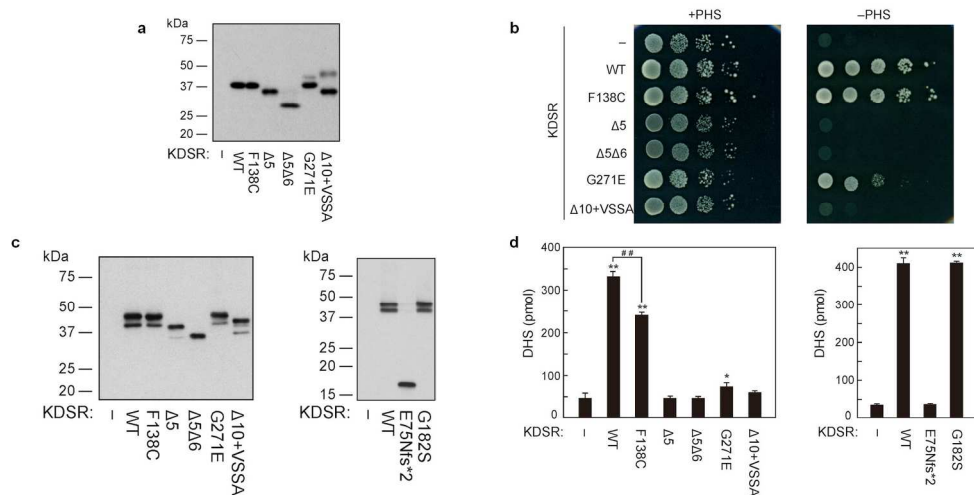 a
kDa
75
50
37
25
20
KDSR:
–
WT
F138C
Δ5
Δ5Δ6
G271E
Δ10+VSSA
b
+PHS
–PHS
KDSR
–
WT
F138C
Δ5
Δ5Δ6
G271E
Δ10+VSSA
c
kDa
75
50
37
25
20
KDSR:
–
WT
F138C
Δ5
Δ5Δ6
G271E
Δ10+VSSA
kDa
75
50
37
25
20
15
KDSR:
–
WT
E75Nfs*2
G182S
d
DHS (pmol)
400
300
200
100
0
**
##
**
*
KDSR:
–
WT
F138C
Δ5
Δ5Δ6
G271E
Δ10+VSSA
DHS (pmol)
400
300
200
100
0
**
**
KDSR:
–
WT
E75Nfs*2
G182S